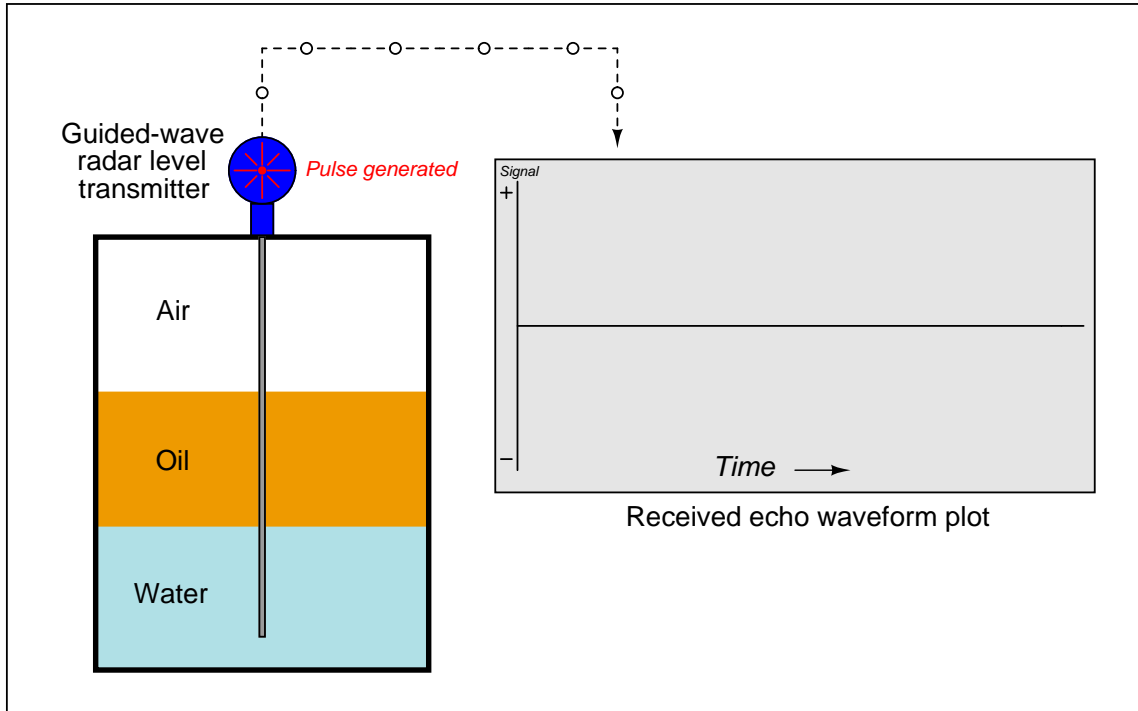 Guided-wave
radar level
transmitter
Pulse generated
Signal
+
Air
Oil
Water
–
Time
Received echo waveform plot